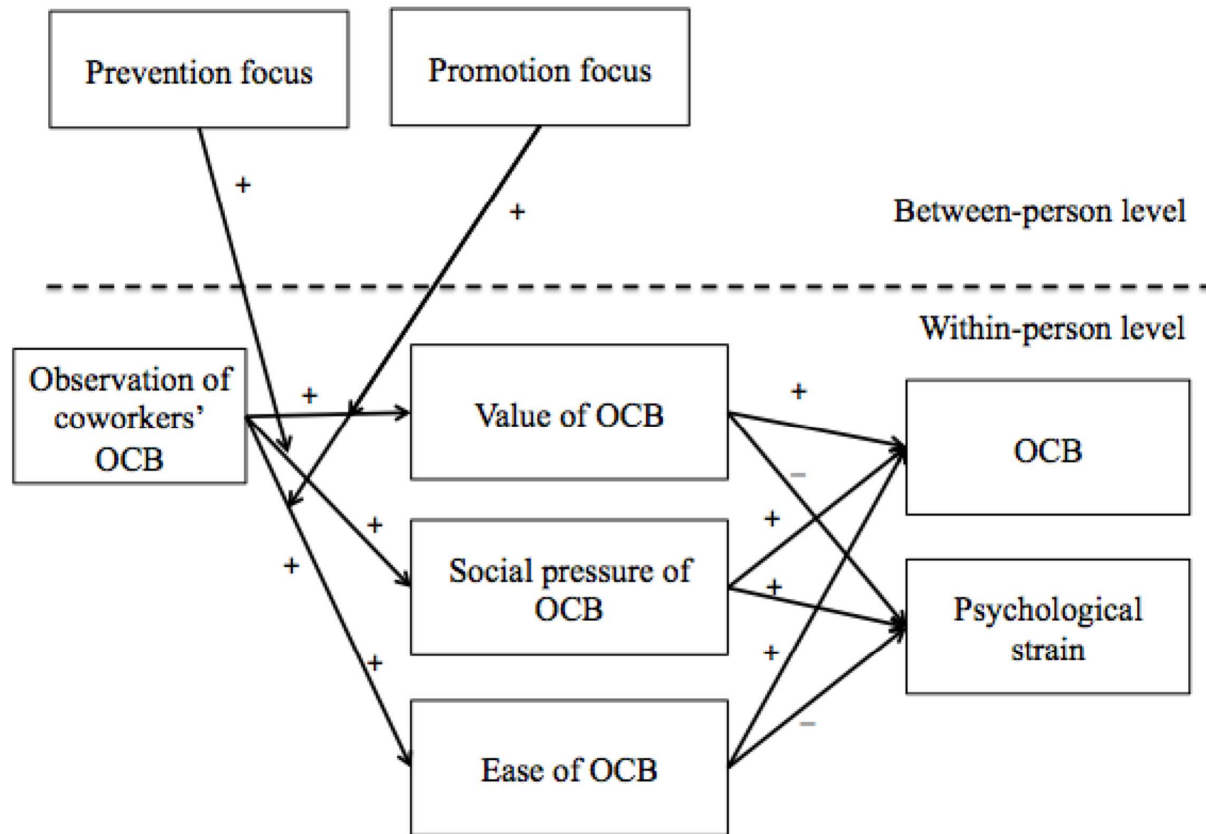 Prevention focus
Promotion focus
+
+
Between-person level
Within-person level
Observation of
coworkers'
OCB
+
+
+
+
Value of OCB
Social pressure of
OCB
Ease of OCB
+
–
+
+
+
–
OCB
Psychological
strain